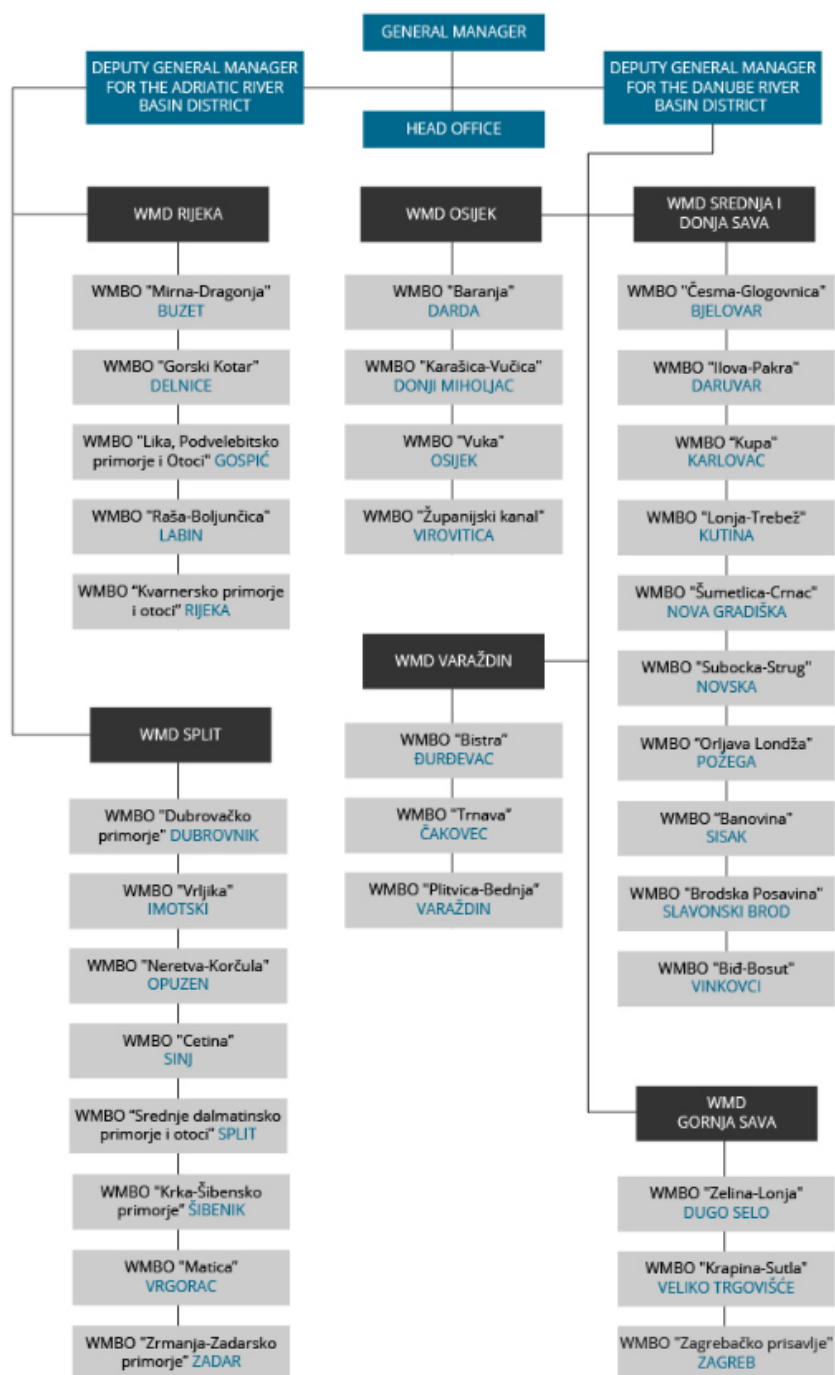 GENERAL MANAGER
DEPUTY GENERAL MANAGER
FOR THE ADRIATIC RIVER
BASIN DISTRICT
DEPUTY GENERAL MANAGER
FOR THE DANUBE RIVER
BASIN DISTRICT
HEAD OFFICE
WMD RIJEKA
WMBO "Mirna-Dragonja"
BUZET
WMBO "Gorski Kotar"
DELNICE
WMBO "Lika, Podvelebitsko
primorje i Otoci" GOSPIĆ
WMBO "Raša-Boljunčica"
LABIN
WMBO “Kvarnersko primorje
i otoci” RIJEKA
WMD SPLIT
WMBO "Dubrovačko
primorje” DUBROVNIK
WMBO "Vrljika”
IMOTSKI
WMBO "Neretva-Korčula"
OPUZEN
WMBO "Cetina"
SINJ
WMBO “Srednje dalmatinsko
primorje i otoci” SPLIT
WMBO "Krka-Šibensko
primorje” ŠIBENIK
WMBO "Matica”
VRGORAC
WMBO "Zrmanja-Zadarsko
primorje” ZADAR
WMD OSIJEK
WMBO "Baranja"
DARDA
WMBO "Karašica-Vučica"
DONJI MIHOLJAC
WMBO "Vuka"
OSIJEK
WMBO "Županijski kanal"
VIROVITICA
WMD VARAŽDIN
WMBO "Bistra”
ĐURĐEVAC
WMBO "Trnava”
ČAKOVEC
WMBO "Plitvica-Bednja”
VARAŽDIN
WMD SREDNJA I
DONJA SAVA
WMBO "Česma-Glogovnica"
BJELOVAR
WMBO "Ilova-Pakra"
DARUVAR
WMBO “Kupa”
KARLOVAC
WMBO "Lonja-Trebež"
KUTINA
WMBO "Šumetlica-Crnac"
NOVA GRADIŠKA
WMBO "Subocka-Strug"
NOVSKA
WMBO “Orljava Londža”
POŽEGA
WMBO “Banovina”
SISAK
WMBO "Brodska Posavina"
SLAVONSKI BROD
WMBO "Biđ-Bosut"
VINKOVCI
WMD
GORNJA SAVA
WMBO "Zelina-Lonja"
DUGO SELO
WMBO "Krapina-Sutla"
VELIKO TRGOVIŠĆE
WMBO "Zagrebačko prisavlje"
ZAGREB